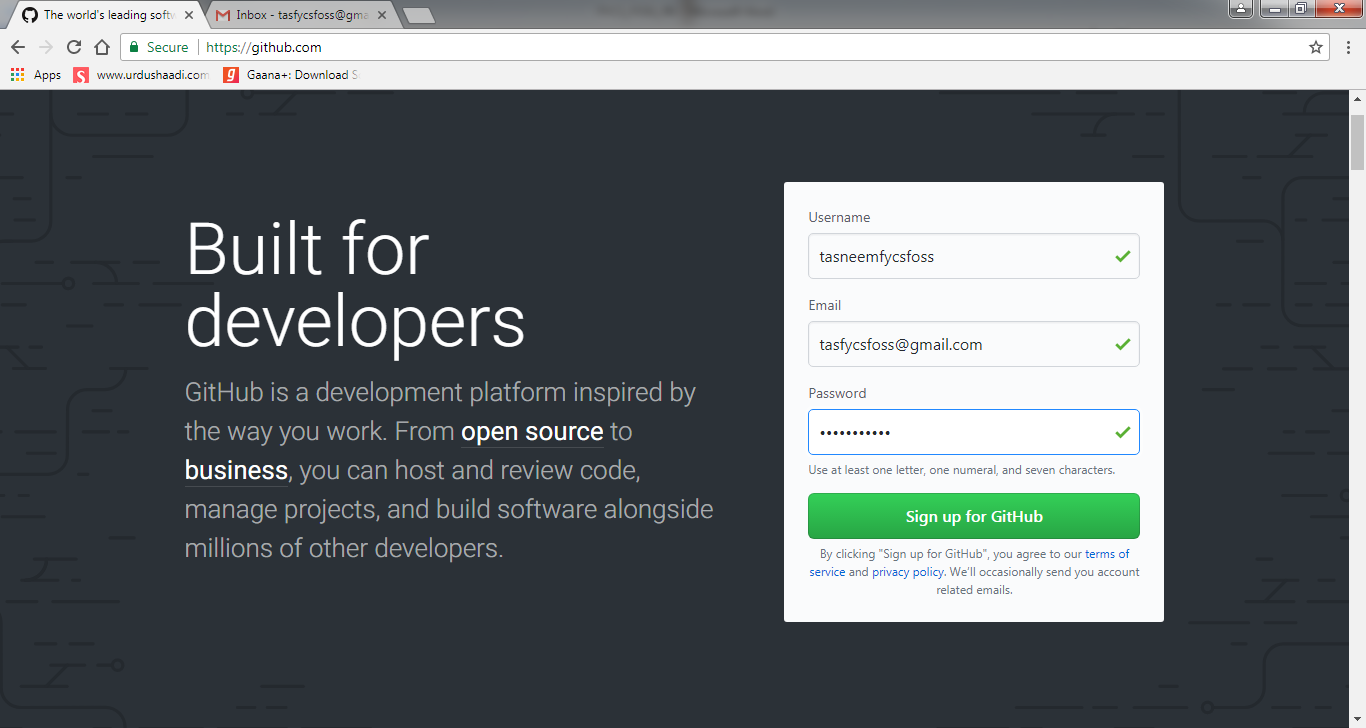 The world's leading softw
Inbox - tasfycsfoss@gma
Secure
https://github.com
Apps
www.urdushaadi.com
Gaana+: Download S
Built for
developers
GitHub is a development platform inspired by
the way you work. From open source to
business, you can host and review code,
manage projects, and build software alongside
millions of other developers.
Username
tasneemfycsfoss
Email
tasfycsfoss@gmail.com
Password
•••••••••••
Use at least one letter, one numeral, and seven characters.
Sign up for GitHub
By clicking "Sign up for GitHub", you agree to our terms of
service and privacy policy. We'll occasionally send you account
related emails.